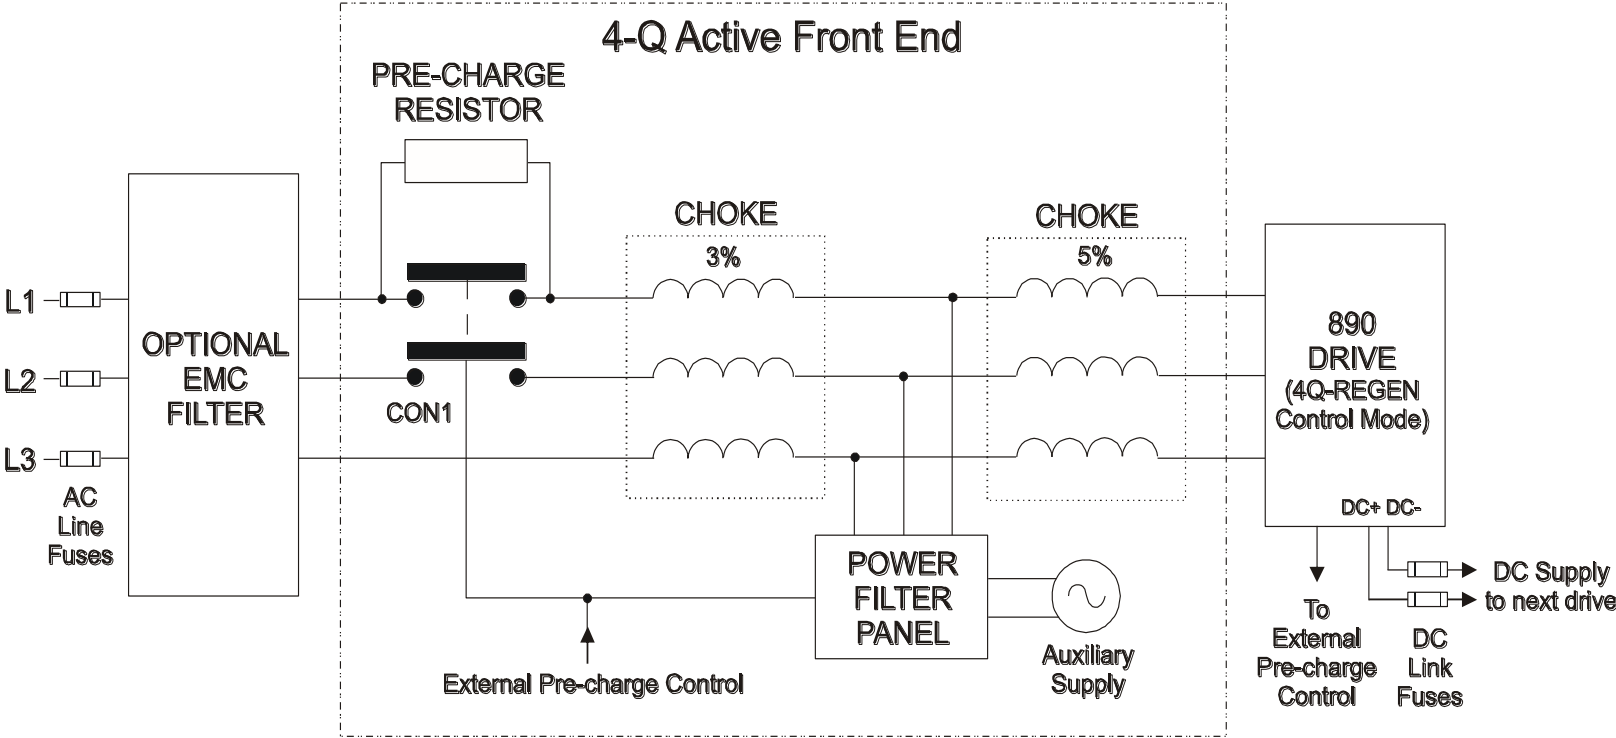 4-Q Active Front End
PRE-CHARGE
RESISTOR
CHOKE
3%
CHOKE
5%
L1
L2
L3
AC
Line
Fuses
OPTIONAL
EMC
FILTER
CON1
890
DRIVE
(4Q-REGEN
Control Mode)
DC+ DC-
POWER
FILTER
PANEL
External Pre-charge Control
Auxiliary
Supply
To
External
Pre-charge
Control
DC Supply
to next drive
DC
Link
Fuses